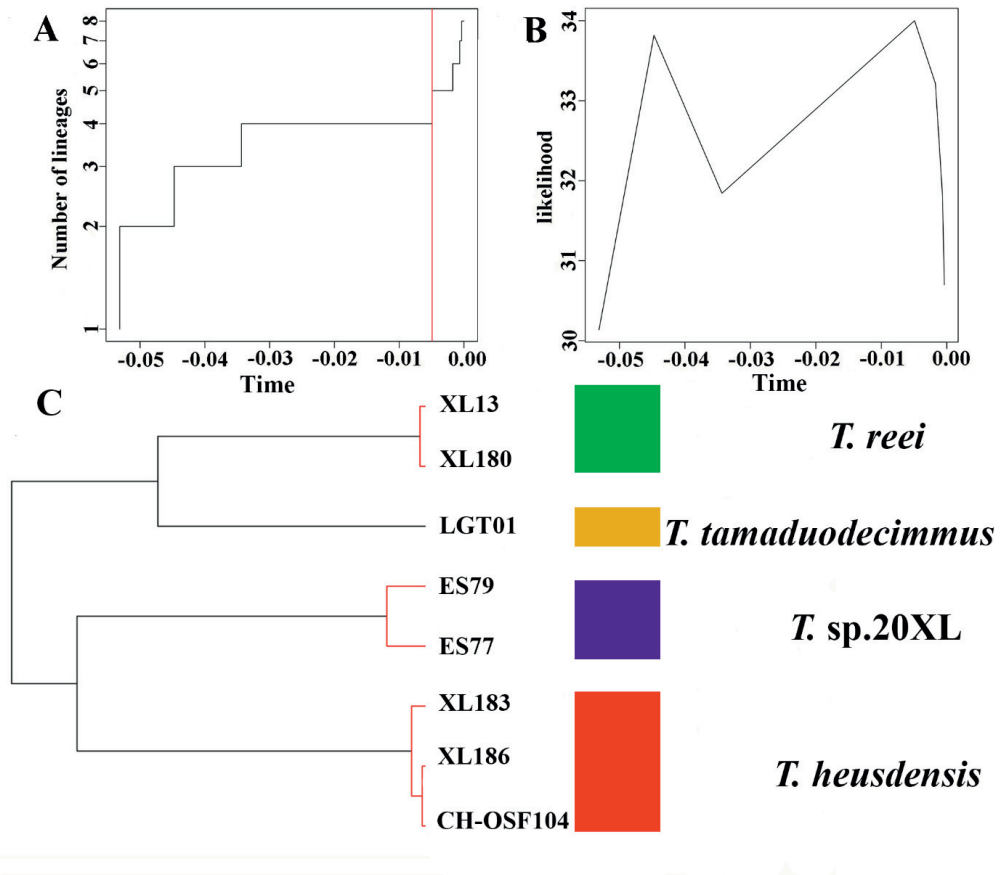 A
Number of lineages
8
7
6
5
4
3
2
1
-0.05 -0.04 -0.03 -0.02 -0.01 0.00
Time
B
likelihood
34
33
32
31
30
-0.05 -0.04 -0.03 -0.02 -0.01 0.00
Time
C
XL13
XL180
T. reei
LGT01
T. tamaduodecimmus
ES79
ES77
T. sp.20XL
XL183
XL186
CH-OSF104
T. heusdensis